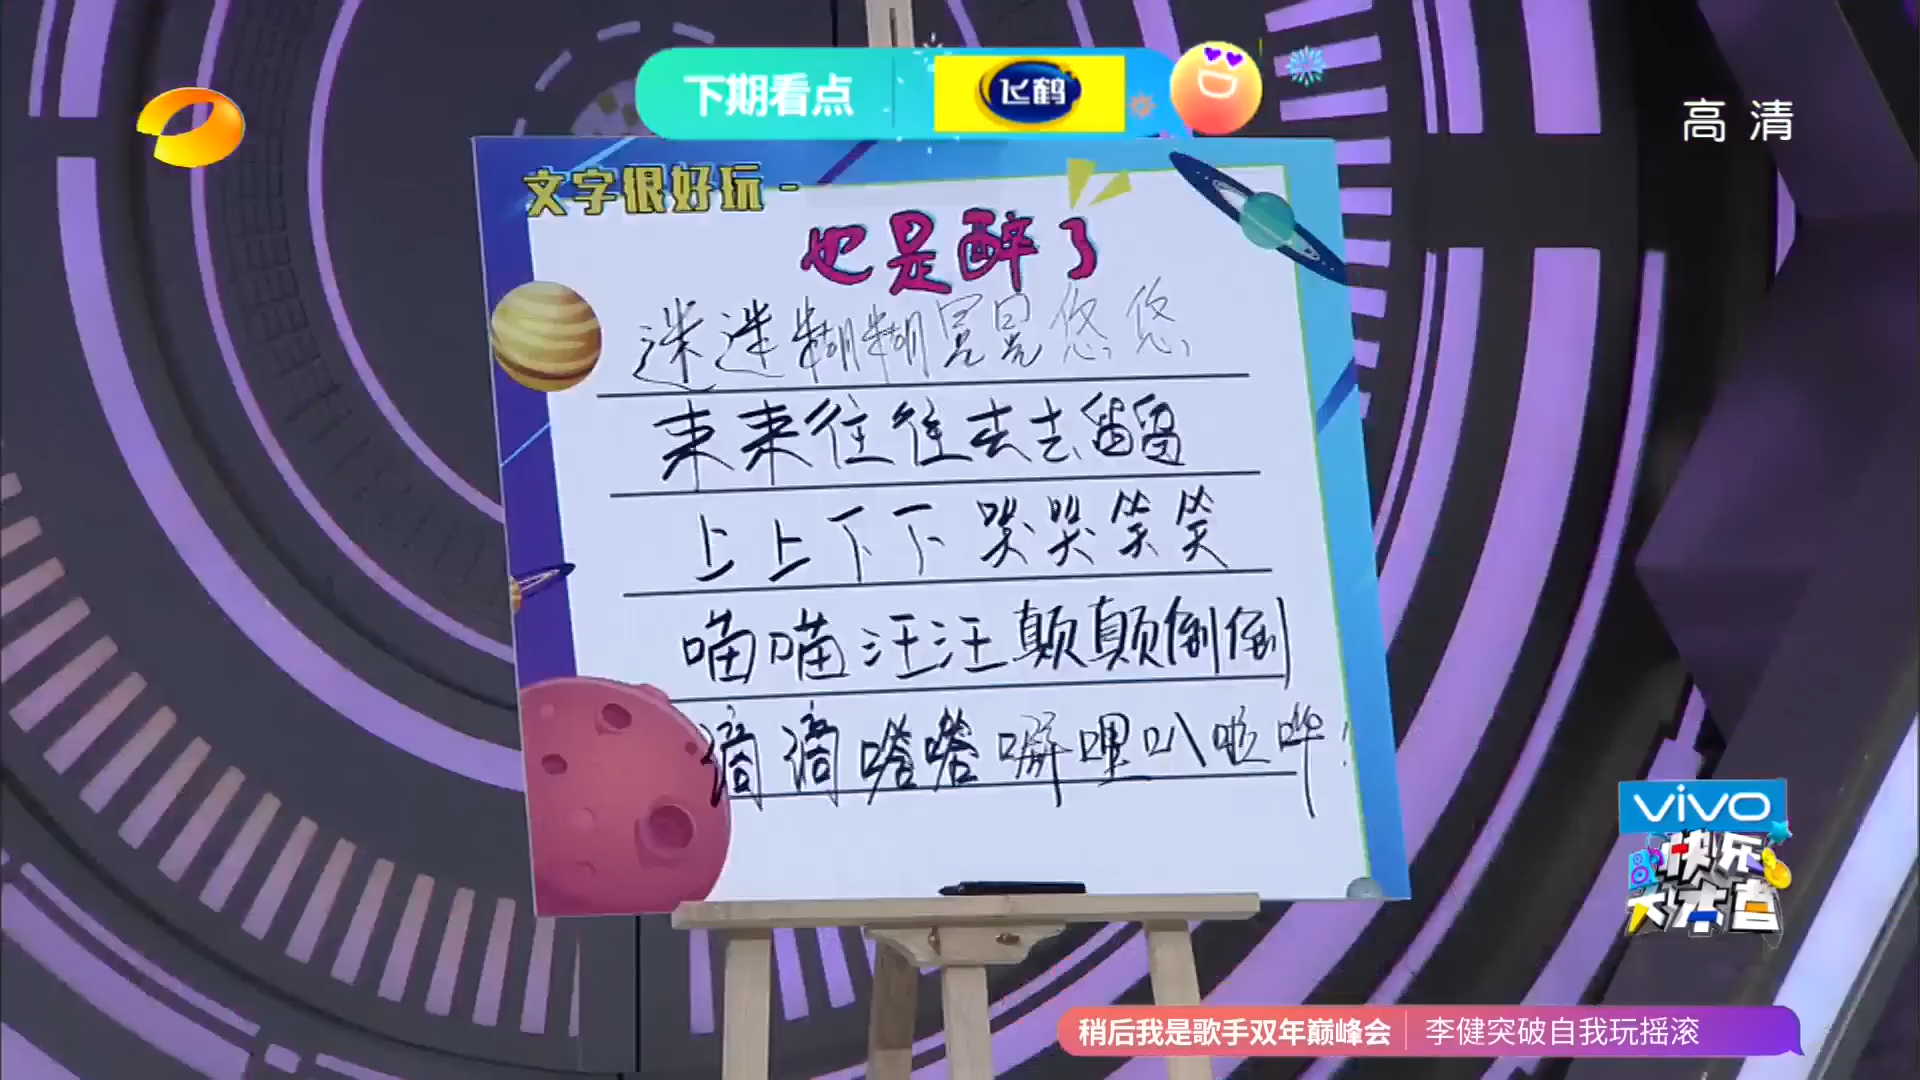 下期看点 飞鹤
高清
文字很好玩-
也是醉了
迷迷糊糊晃晃悠悠
来来往往去去留留
上上下下哭哭笑笑
喵喵汪汪颠颠倒倒
滴滴嗒嗒噼哩叭啦哗!
vivo
快乐
大本营
稍后我是歌手双年巅峰会 李健突破自我玩摇滚